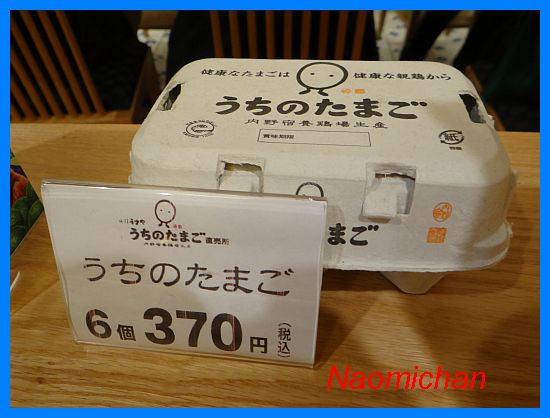 健康なたまごは 健康な親鶏から
うちのたまご
内野宿養鶏場生産
賞味期限
紙
まご
うちのたまご 直売所
うちのたまご
6個 370円(税込)
Naomichan